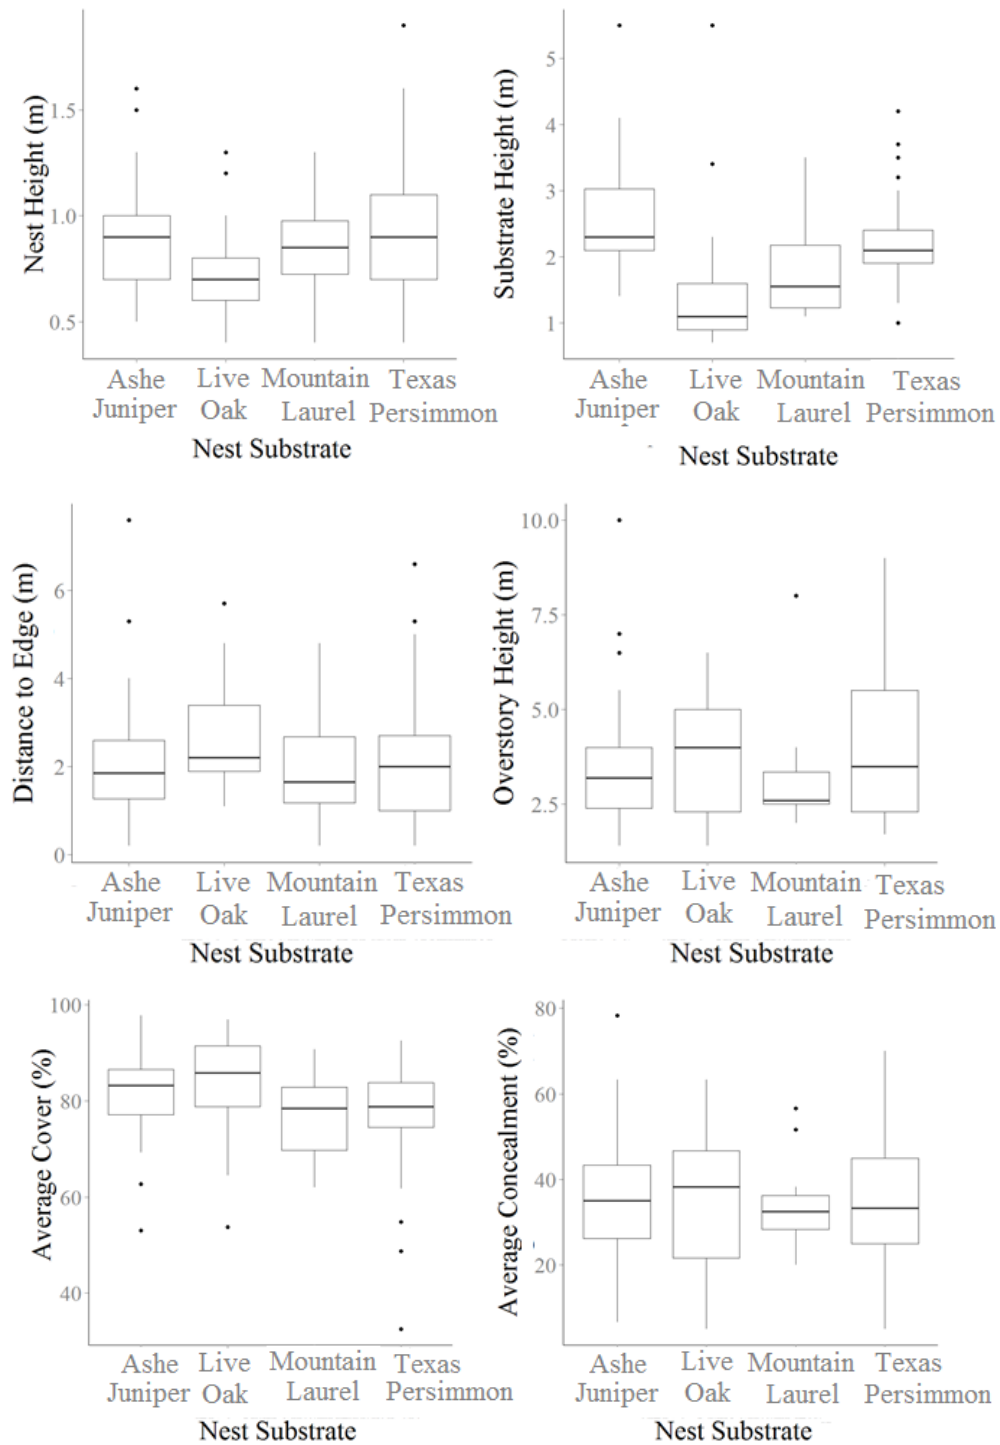 Nest Height (m)
1.5
1.0
0.5
Ashe Live Mountain Texas
Juniper Oak Laurel Persimmon
Nest Substrate
Substrate Height (m)
5
4
3
2
1
Ashe Live Mountain Texas
Juniper Oak Laurel Persimmon
Nest Substrate
Distance to Edge (m)
6
4
2
0
Ashe Live Mountain Texas
Juniper Oak Laurel Persimmon
Nest Substrate
Overstory Height (m)
10.0
7.5
5.0
2.5
Ashe Live Mountain Texas
Juniper Oak Laurel Persimmon
Nest Substrate
Average Cover (%)
100
80
60
40
Ashe Live Mountain Texas
Juniper Oak Laurel Persimmon
Nest Substrate
Average Concealment (%)
80
60
40
20
Ashe Live Mountain Texas
Juniper Oak Laurel Persimmon
Nest Substrate